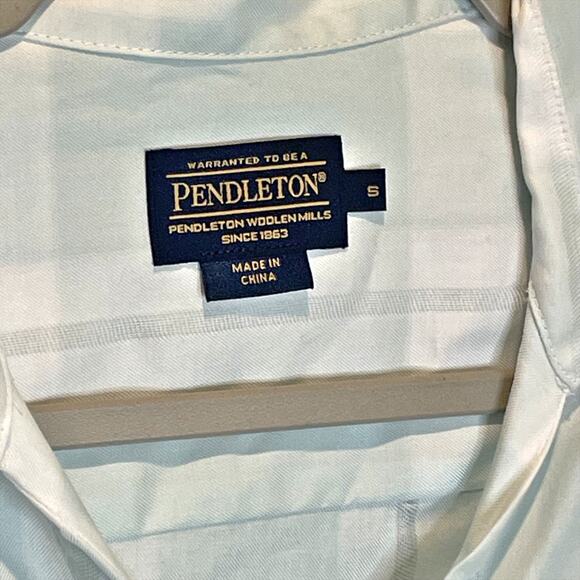 WARRANTED TO BE A
PENDLETON®
S
PENDLETON WOOLEN MILLS
SINCE 1863
MADE IN
CHINA